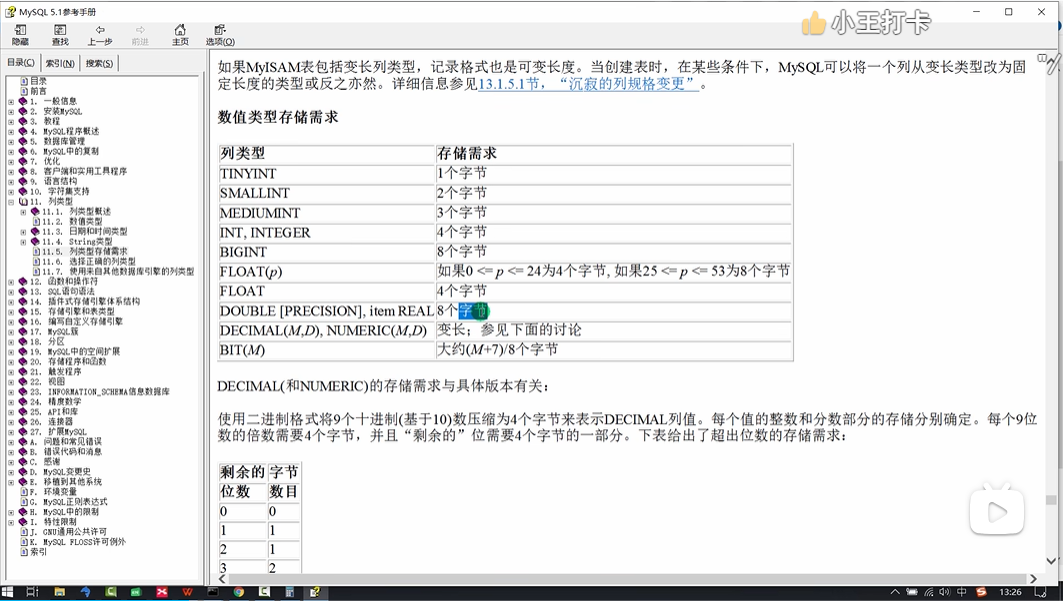 MySQL 5.1参考手册
小王打卡
隐藏 查找 上一步 前进 主页 选项(O)
目录(C) 索引(N) 搜索(S)
目录
前言
1. 一般信息
2. 安装MySQL
3. 教程
4. MySQL程序概述
5. 数据库管理
6. MySQL中的复制
7. 优化
8. 客户端和实用工具程序
9. 语言结构
10. 字符集支持
11. 列类型
11.1. 列类型概述
11.2. 数值类型
11.3. 日期和时间类型
11.4. String类型
11.5. 列类型存储需求
11.6. 选择正确的列类型
11.7. 使用来自其他数据库引擎的列类型
12. 函数和操作符
13. SQL语句语法
14. 插件式存储引擎体系结构
15. 存储引擎和表类型
16. 编写自定义存储引擎
17. MySQL簇
18. 分区
19. MySQL中的空间扩展
20. 存储程序和函数
21. 触发程序
22. 视图
23. INFORMATION_SCHEMA信息数据库
24. 精度数学
25. API和库
26. 连接器
27. 扩展MySQL
A. 问题和常见错误
B. 错误代码和消息
C. 感谢
D. MySQL变更史
E. 移植到其他系统
F. 环境变量
G. MySQL正则表达式
H. MySQL中的限制
I. 特性限制
J. GNU通用公共许可
K. MySQL FLOSS许可例外
索引
如果MyISAM表包括变长列类型，记录格式也是可变长度。当创建表时，在某些条件下，MySQL可以将一个列从变长类型改为固
定长度的类型或反之亦然。详细信息参见13.1.5.1节，“沉寂的列规格变更”。
数值类型存储需求
列类型 存储需求
TINYINT 1个字节
SMALLINT 2个字节
MEDIUMINT 3个字节
INT, INTEGER 4个字节
BIGINT 8个字节
FLOAT(p) 如果0 <= p <= 24为4个字节, 如果25 <= p <= 53为8个字节
FLOAT 4个字节
DOUBLE [PRECISION], item REAL 8个字节
DECIMAL(M,D), NUMERIC(M,D) 变长；参见下面的讨论
BIT(M) 大约(M+7)/8个字节
DECIMAL(和NUMERIC)的存储需求与具体版本有关：
使用二进制格式将9个十进制(基于10)数压缩为4个字节来表示DECIMAL列值。每个值的整数和分数部分的存储分别确定。每个9位
数的倍数需要4个字节，并且“剩余的”位需要4个字节的一部分。下表给出了超出位数的存储需求：
剩余的 字节
位数 数目
0 0
1 1
2 1
3 2
中 13:26